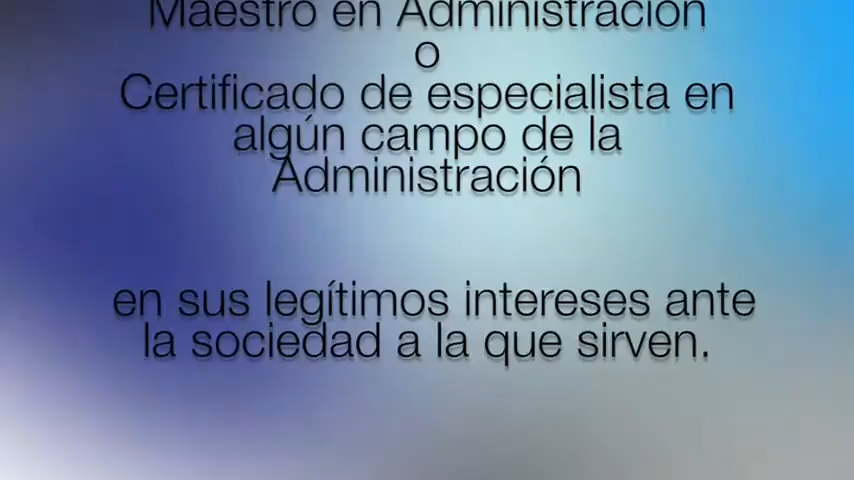 Maestro en Administración
o
Certificado de especialista en
algún campo de la
Administración
en sus legítimos intereses ante
la sociedad a la que sirven.